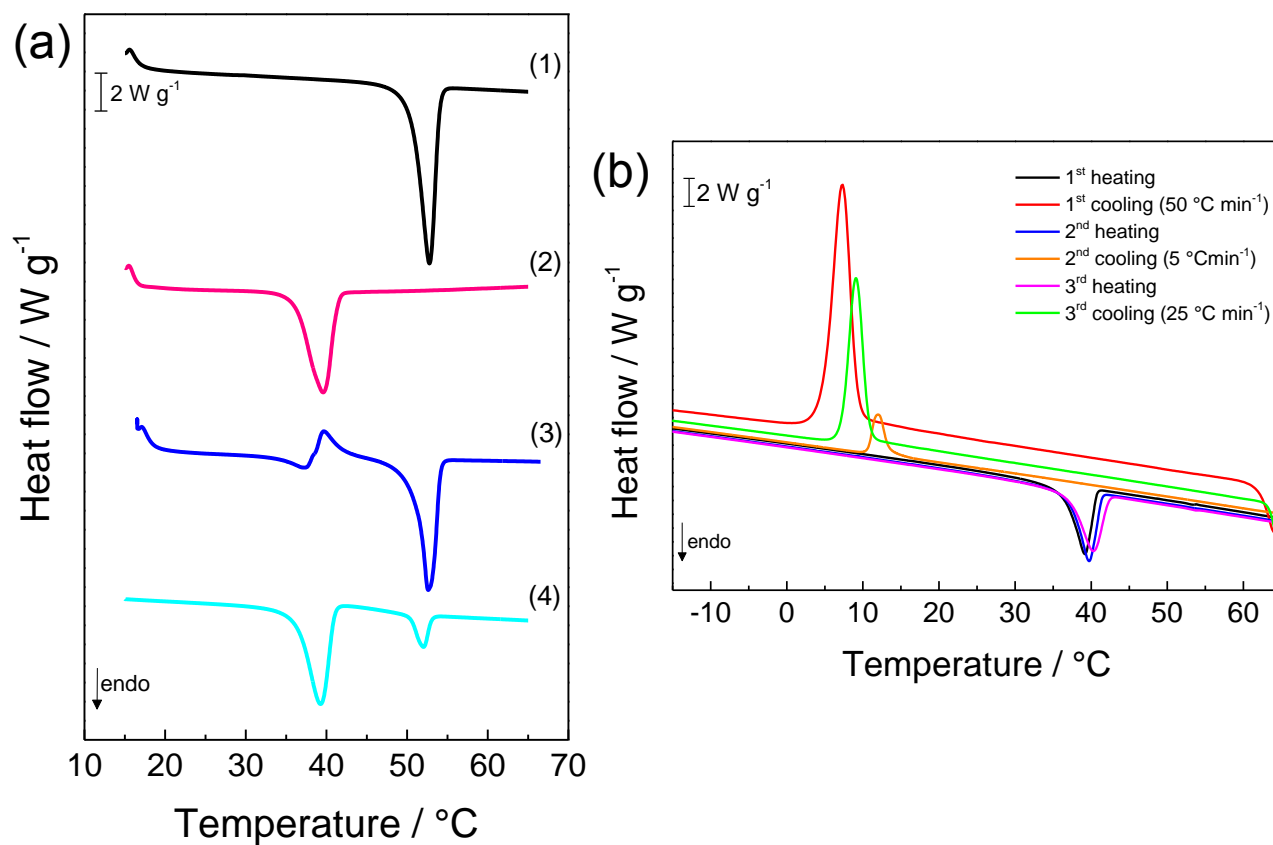 (a)
2 W g⁻¹
(1)
(2)
(3)
(4)
endo
Heat flow / W g⁻¹
10 20 30 40 50 60 70
Temperature / °C
(b)
2 W g⁻¹
1ˢᵗ heating
1ˢᵗ cooling (50 °C min⁻¹)
2ⁿᵈ heating
2ⁿᵈ cooling (5 °Cmin⁻¹)
3ʳᵈ heating
3ʳᵈ cooling (25 °C min⁻¹)
endo
Heat flow / W g⁻¹
-10 0 10 20 30 40 50 60
Temperature / °C